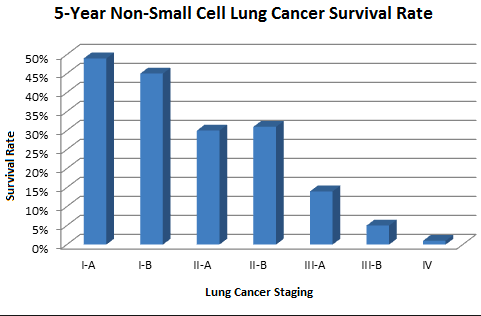 5-Year Non-Small Cell Lung Cancer Survival Rate
50%
45%
40%
35%
30%
25%
20%
15%
10%
5%
0%
Survival Rate
I-A I-B II-A II-B III-A III-B IV
Lung Cancer Staging